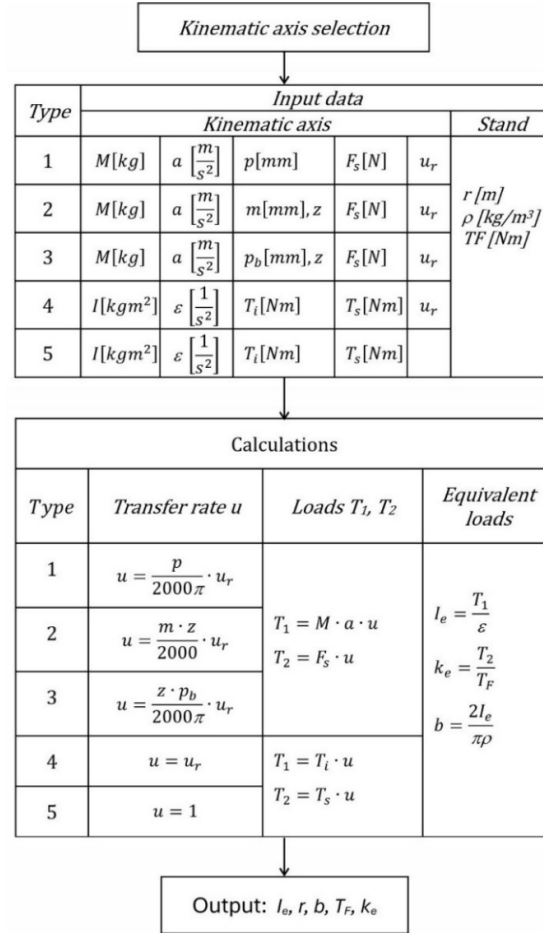 Kinematic axis selection
Type
Input data
Kinematic axis
Stand
1 M[kg] a [m/s²] p[mm] F_s[N] u_r
2 M[kg] a [m/s²] m[mm], z F_s[N] u_r
3 M[kg] a [m/s²] p_b[mm], z F_s[N] u_r
4 I[kgm²] ε [1/s²] T_i[Nm] T_s[Nm] u_r
5 I[kgm²] ε [1/s²] T_i[Nm] T_s[Nm]
r [m]
ρ [kg/m³]
TF [Nm]
Calculations
Type Transfer rate u Loads T₁, T₂ Equivalent
loads
1 u = p/2000π · u_r
2 u = m · z/2000 · u_r
3 u = z · p_b/2000π · u_r
T₁ = M · a · u
T₂ = F_s · u
4 u = u_r
5 u = 1
T₁ = T_i · u
T₂ = T_s · u
I_e = T₁/ε
k_e = T₂/T_F
b = 2I_e/πρ
Output: I_e, r, b, T_F, k_e